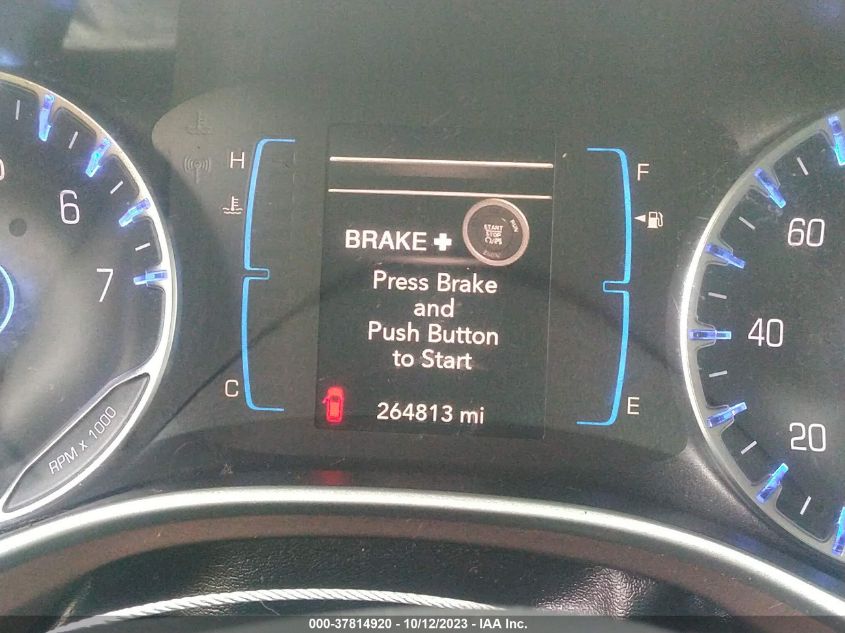 H
F
6
7
60
40
20
START
STOP
RUN
BRAKE +
Press Brake
and
Push Button
to Start
C
E
264813 mi
RPM x 1000
000-37814920 - 10/12/2023 - IAA Inc.